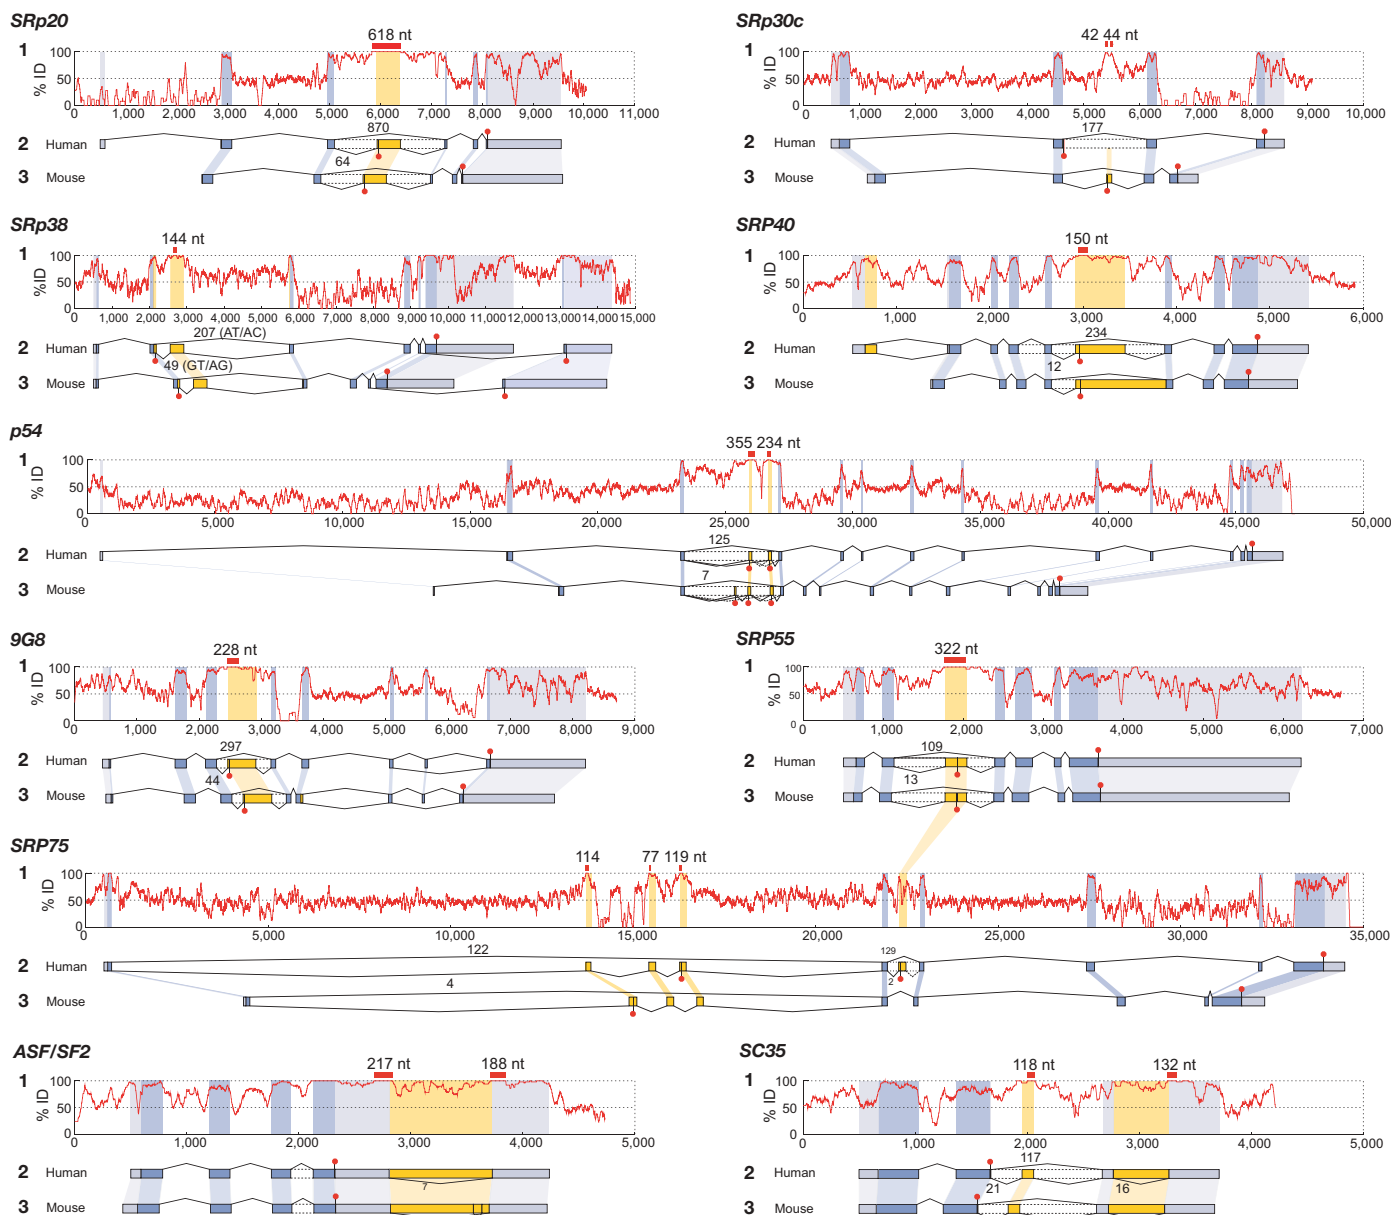 SRp20
618 nt
1
% ID
100
50
0
0 1,000 2,000 3,000 4,000 5,000 6,000 7,000 8,000 9,000 10,000 11,000
870
2 Human
64
3 Mouse
SRp30c
42 44 nt
1
% ID
100
50
0
0 1,000 2,000 3,000 4,000 5,000 6,000 7,000 8,000 9,000 10,000
177
2 Human
3 Mouse
SRp38
144 nt
1
%ID
100
50
0
0 1,000 2,000 3,000 4,000 5,000 6,000 7,000 8,000 9,000 10,000 11,000 12,000 13,000 14,000 15,000
207 (AT/AC)
2 Human
49 (GT/AG)
3 Mouse
SRP40
150 nt
1
% ID
100
50
0
0 1,000 2,000 3,000 4,000 5,000 6,000
234
2 Human
12
3 Mouse
p54
355 234 nt
1
% ID
100
50
0
0 5,000 10,000 15,000 20,000 25,000 30,000 35,000 40,000 45,000 50,000
125
2 Human
7
3 Mouse
9G8
228 nt
1
% ID
100
50
0
0 1,000 2,000 3,000 4,000 5,000 6,000 7,000 8,000 9,000
297
2 Human
44
3 Mouse
SRP55
322 nt
1
% ID
100
50
0
0 1,000 2,000 3,000 4,000 5,000 6,000 7,000
109
2 Human
13
3 Mouse
SRP75
114 77 119 nt
1
% ID
100
50
0
0 5,000 10,000 15,000 20,000 25,000 30,000 35,000
122 129
2 Human
4 2
3 Mouse
ASF/SF2
217 nt 188 nt
1
% ID
100
50
0
0 1,000 2,000 3,000 4,000 5,000
2 Human
7
3 Mouse
SC35
118 nt 132 nt
1
% ID
100
50
0
0 1,000 2,000 3,000 4,000 5,000
117
2 Human
21 16
3 Mouse